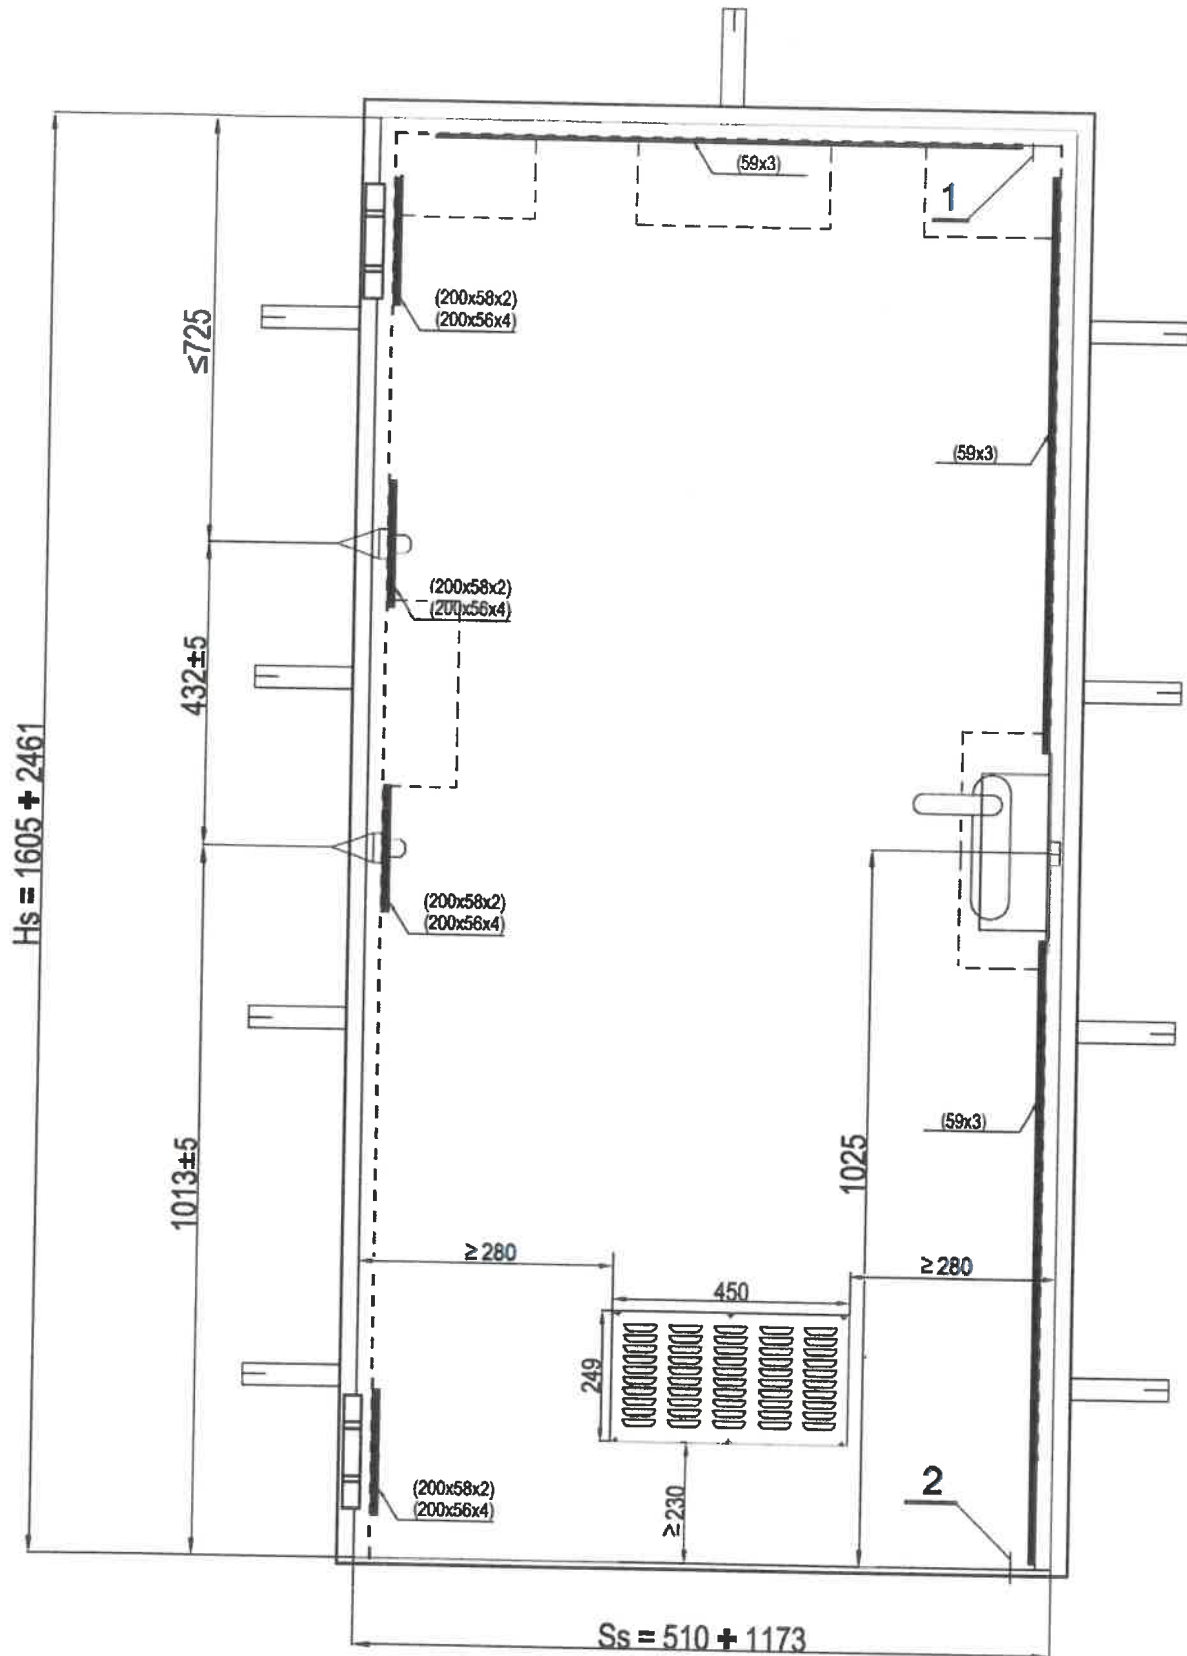 (59x3)
1
(200x58x2)
(200x56x4)
≤725
(59x3)
(200x58x2)
(200x56x4)
432±5
Hs = 1605 + 2461
(200x58x2)
(200x56x4)
(59x3)
1025
1013±5
≥ 280
≥ 280
450
249
2
(200x58x2)
(200x56x4)
≥230
Ss = 510 + 1173